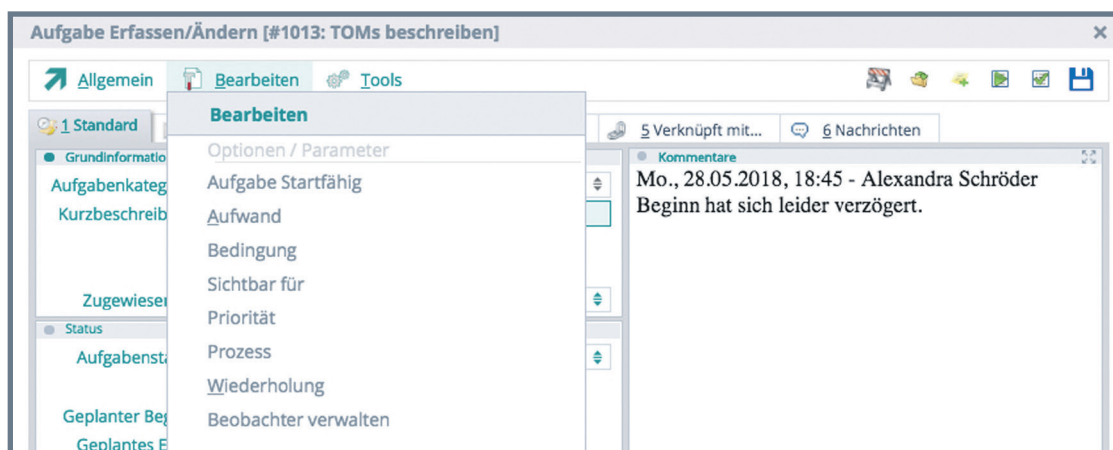 Aufgabe Erfassen/Ändern [#1013: TOMs beschreiben]
Allgemein Bearbeiten Tools
1 Standard
5 Verknüpft mit... 6 Nachrichten
Bearbeiten
Optionen / Parameter
Aufgabe Startfähig
Aufwand
Bedingung
Sichtbar für
Priorität
Prozess
Wiederholung
Beobachter verwalten
Grundinformatio
Aufgabenkateg
Kurzbeschreib
Zugewiesen
Status
Aufgabensta
Geplanter Beg
Geplantes E
Kommentare
Mo., 28.05.2018, 18:45 - Alexandra Schröder
Beginn hat sich leider verzögert.